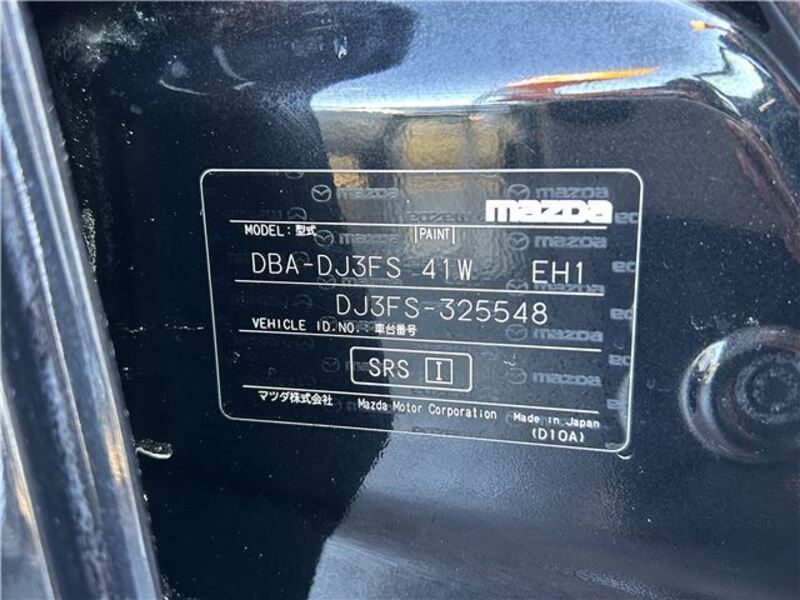 mazDa
MODEL:型式 |PAINT|
DBA-DJ3FS 41W EH1
DJ3FS-325548
VEHICLE ID.NO.:車台番号
SRS I
マツダ株式会社 Mazda Motor Corporation Made in Japan
(D10A)